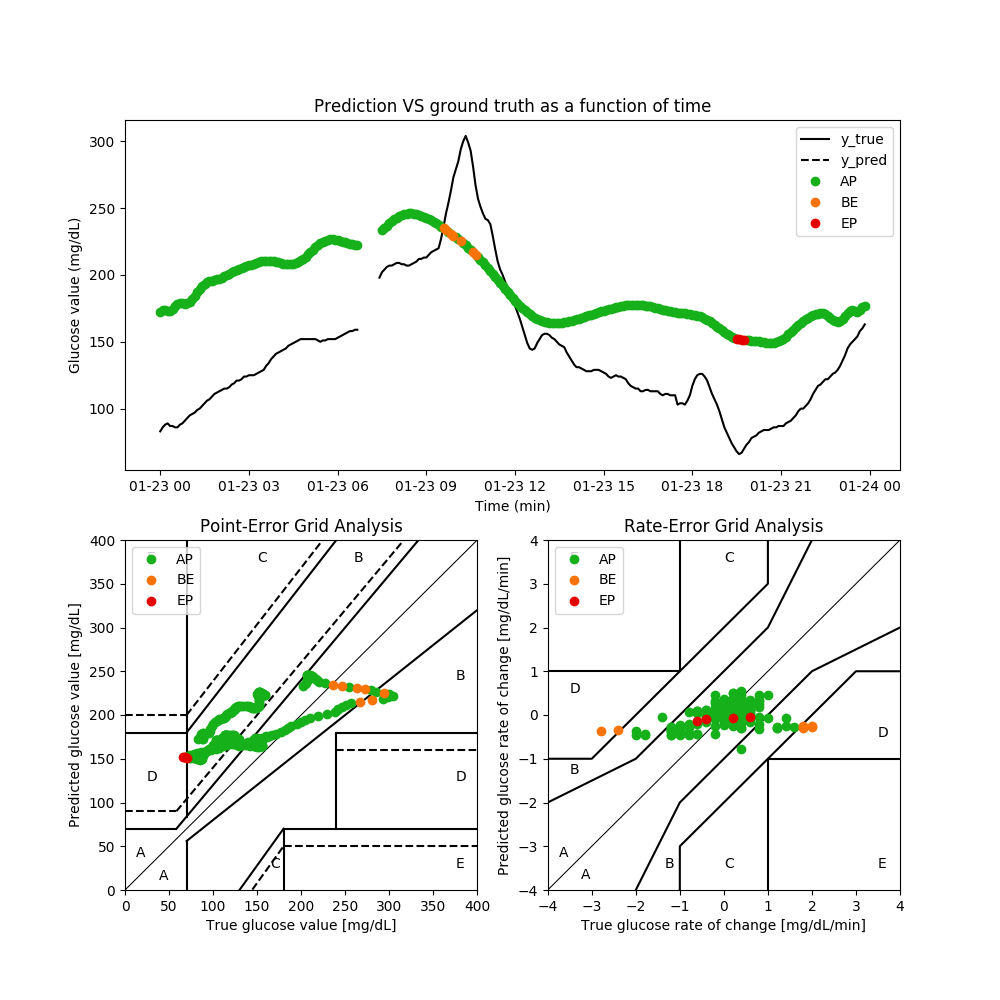 Prediction VS ground truth as a function of time
Glucose value (mg/dL)
300
250
200
150
100
y_true
y_pred
AP
BE
EP
01-23 00 01-23 03 01-23 06 01-23 09 01-23 12 01-23 15 01-23 18 01-23 21 01-24 00
Time (min)
Point-Error Grid Analysis
Predicted glucose value [mg/dL]
400
350
300
250
200
150
100
50
0
AP
BE
EP
C B
B
D D
A
A C E
0 50 100 150 200 250 300 350 400
True glucose value [mg/dL]
Rate-Error Grid Analysis
Predicted glucose rate of change [mg/dL/min]
4
3
2
1
0
−1
−2
−3
−4
AP
BE
EP
C
D
D
B
A
A B C E
−4 −3 −2 −1 0 1 2 3 4
True glucose rate of change [mg/dL/min]